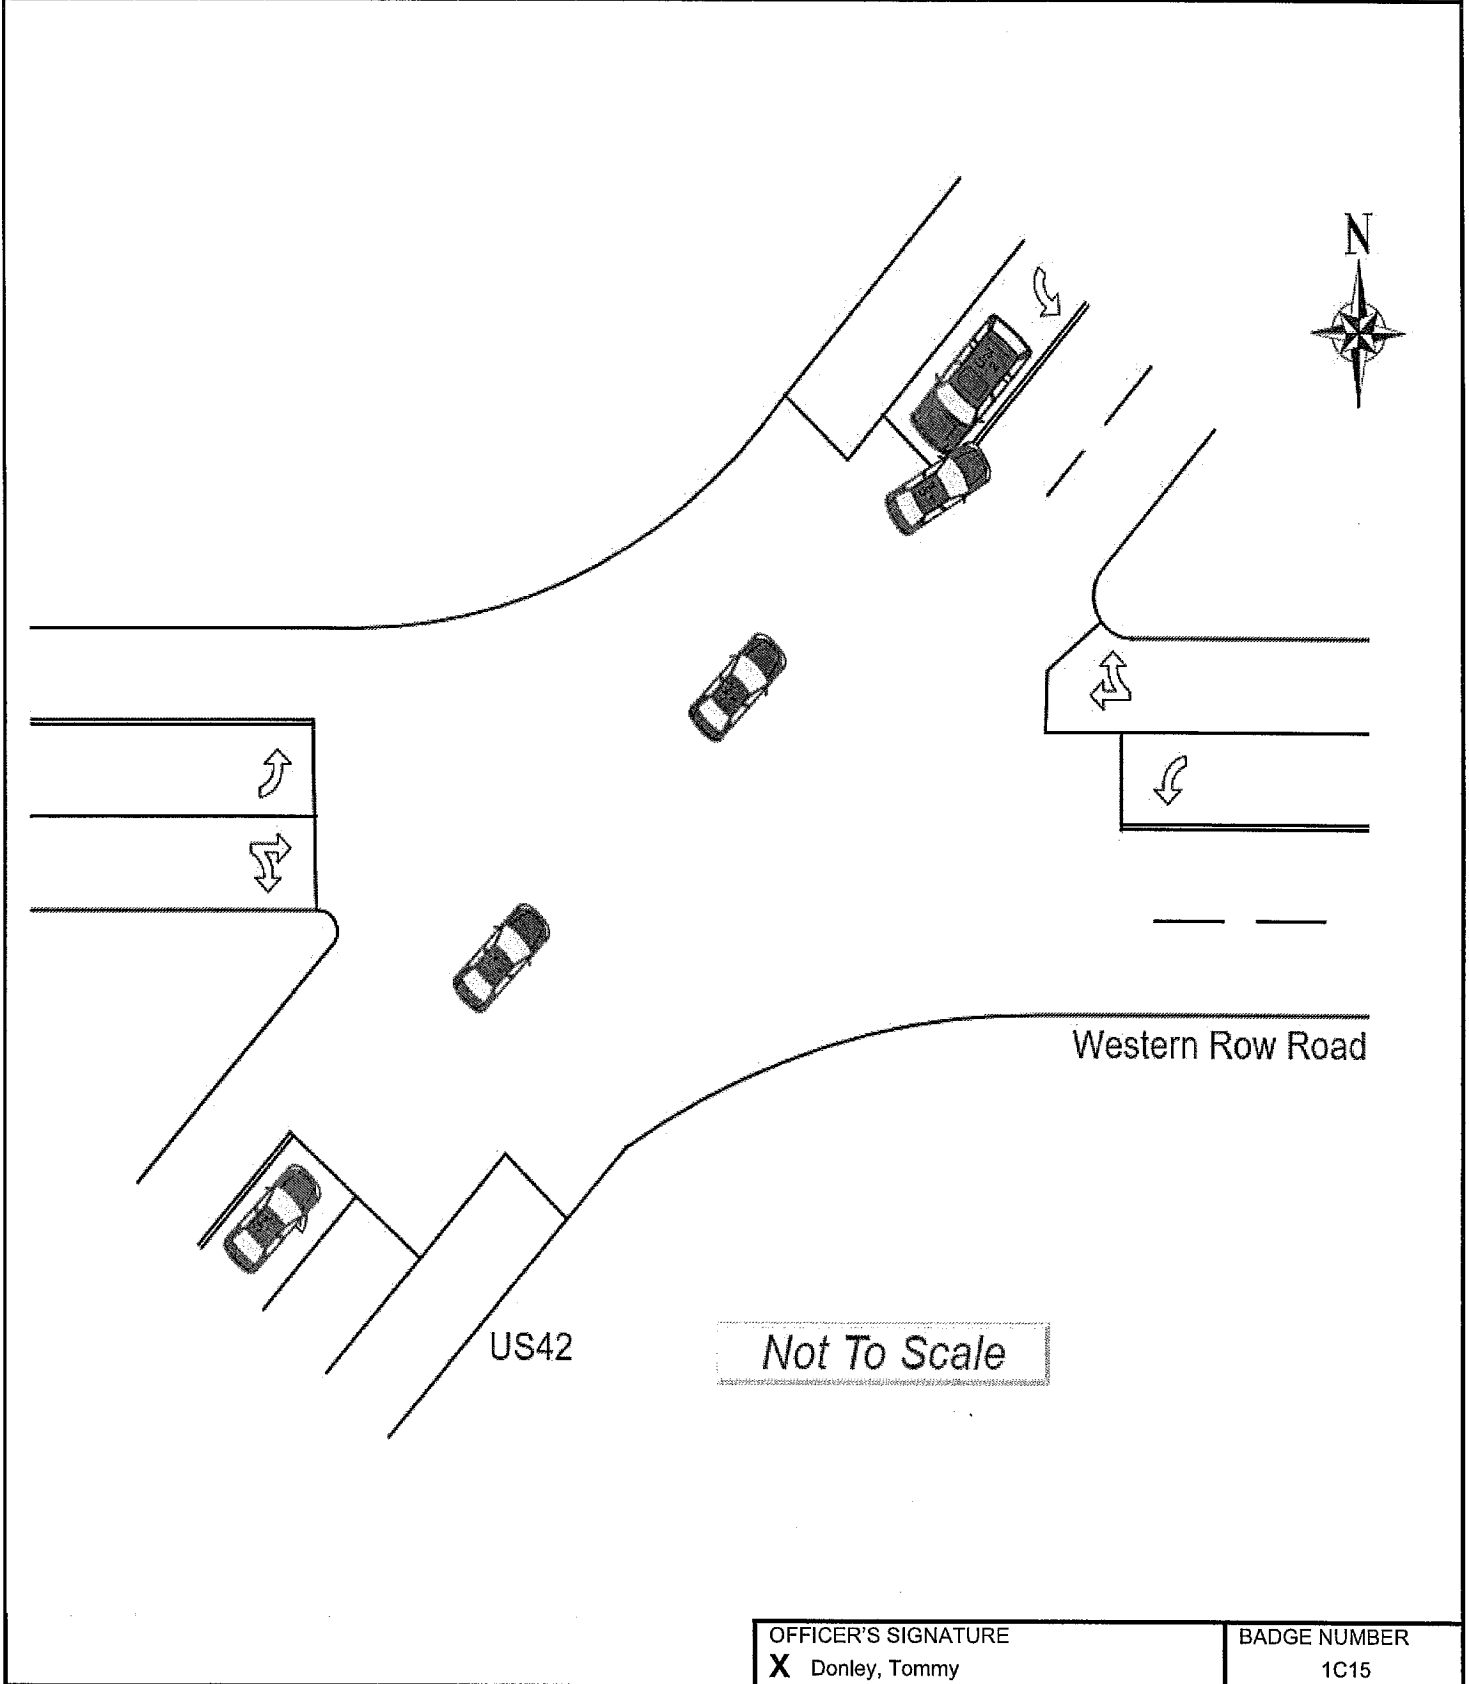 N
Western Row Road
US42
Not To Scale
OFFICER'S SIGNATURE
BADGE NUMBER
X Donley, Tommy
1C15